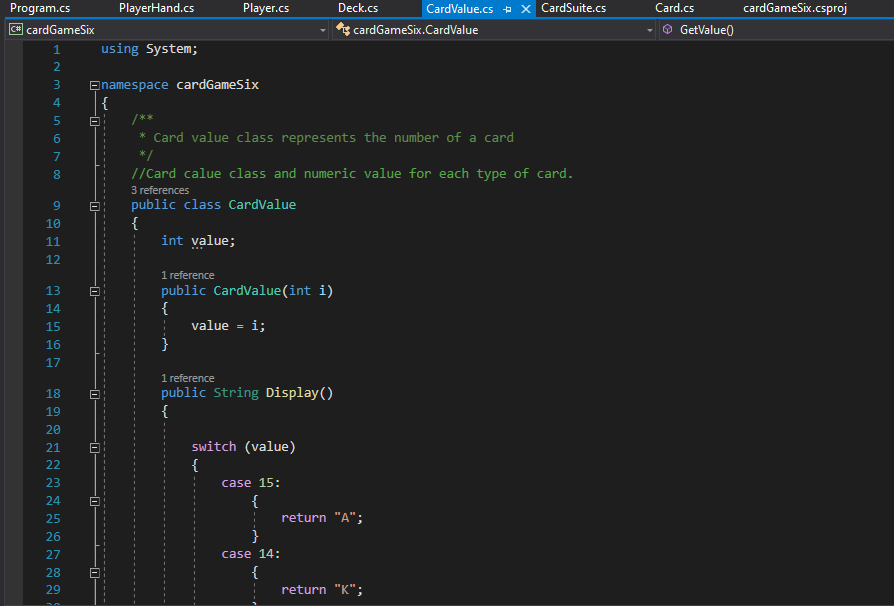 Program.cs PlayerHand.cs Player.cs Deck.cs CardValue.cs CardSuite.cs Card.cs cardGameSix.csproj
C# cardGameSix cardGameSix.CardValue GetValue()
1 using System;
2
3 namespace cardGameSix
4 {
5 /**
6 * Card value class represents the number of a card
7 */
8 //Card calue class and numeric value for each type of card.
3 references
9 public class CardValue
10 {
11 int value;
12
1 reference
13 public CardValue(int i)
14 {
15 value = i;
16 }
17
1 reference
18 public String Display()
19 {
20
21 switch (value)
22 {
23 case 15:
24 {
25 return "A";
26 }
27 case 14:
28 {
29 return "K";
30 }